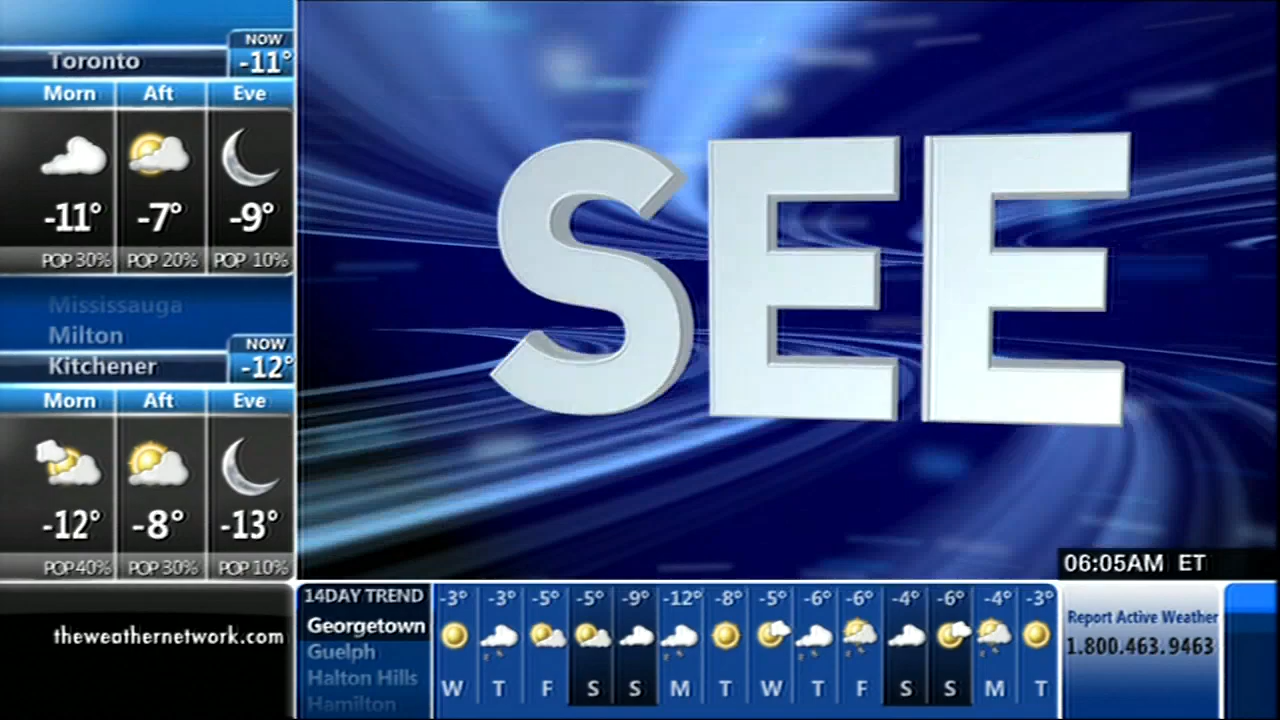 Toronto
NOW
-11°
Morn Aft Eve
-11° -7° -9°
POP 30% POP 20% POP 10%
Mississauga
Milton
Kitchener
NOW
-12°
Morn Aft Eve
-12° -8° -13°
POP 40% POP 30% POP 10%
theweathernetwork.com
SEE
06:05AM ET
14DAY TREND
Georgetown
Guelph
Halton Hills
Hamilton
-3° -3° -5° -5° -9° -12° -8° -5° -6° -6° -4° -6° -4° -3°
W T F S S M T W T F S S M T
Report Active Weather
1.800.463.9463